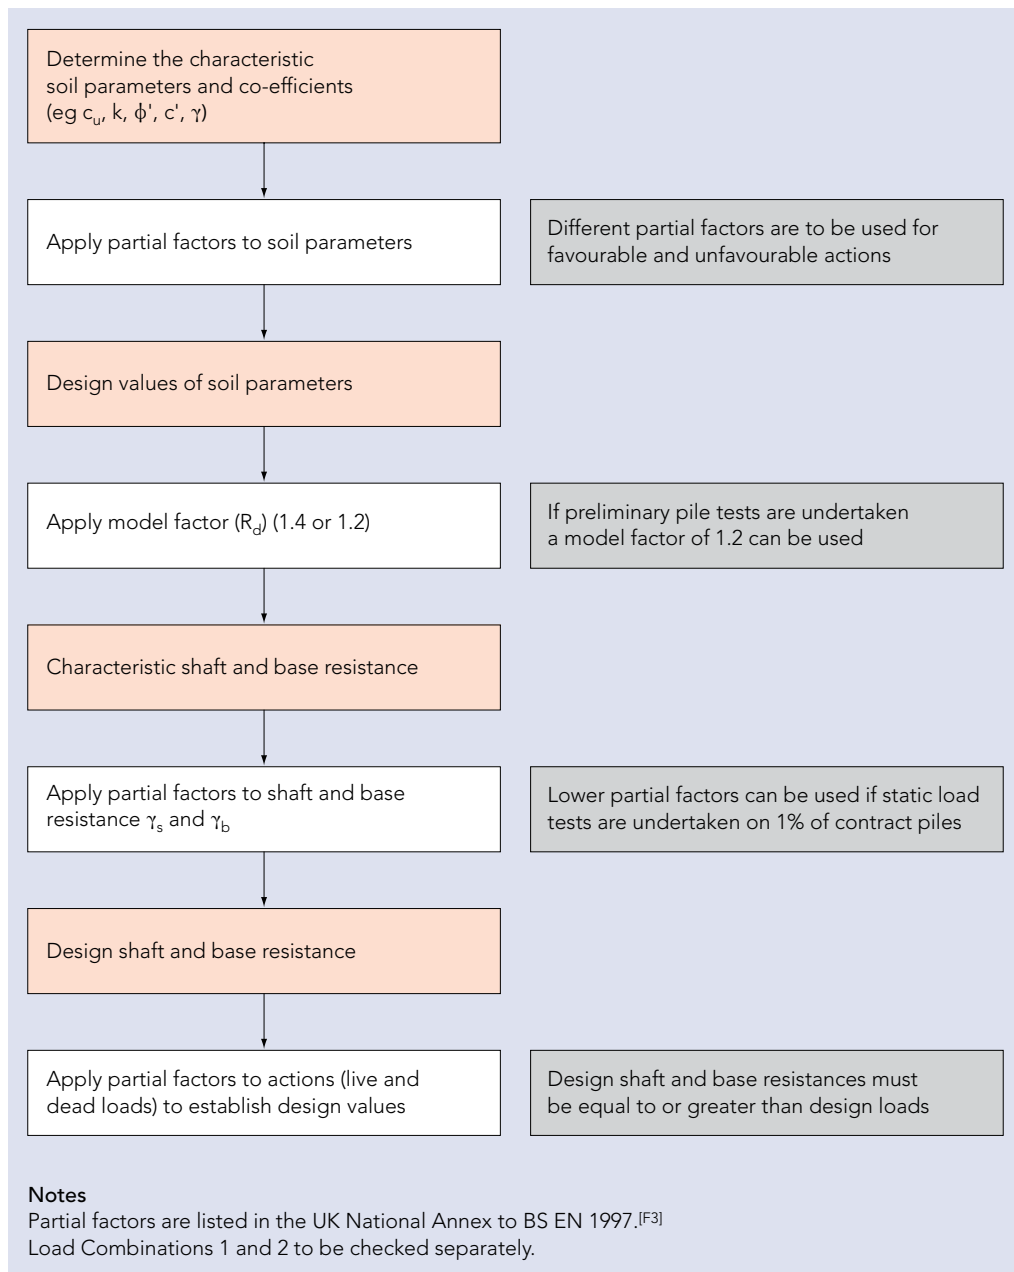 Determine the characteristic
soil parameters and co-efficients
(eg cu, k, ϕ', c', γ)
Apply partial factors to soil parameters
Different partial factors are to be used for
favourable and unfavourable actions
Design values of soil parameters
Apply model factor (Rd) (1.4 or 1.2)
If preliminary pile tests are undertaken
a model factor of 1.2 can be used
Characteristic shaft and base resistance
Apply partial factors to shaft and base
resistance γs and γb
Lower partial factors can be used if static load
tests are undertaken on 1% of contract piles
Design shaft and base resistance
Apply partial factors to actions (live and
dead loads) to establish design values
Design shaft and base resistances must
be equal to or greater than design loads
Notes
Partial factors are listed in the UK National Annex to BS EN 1997.[F3]
Load Combinations 1 and 2 to be checked separately.